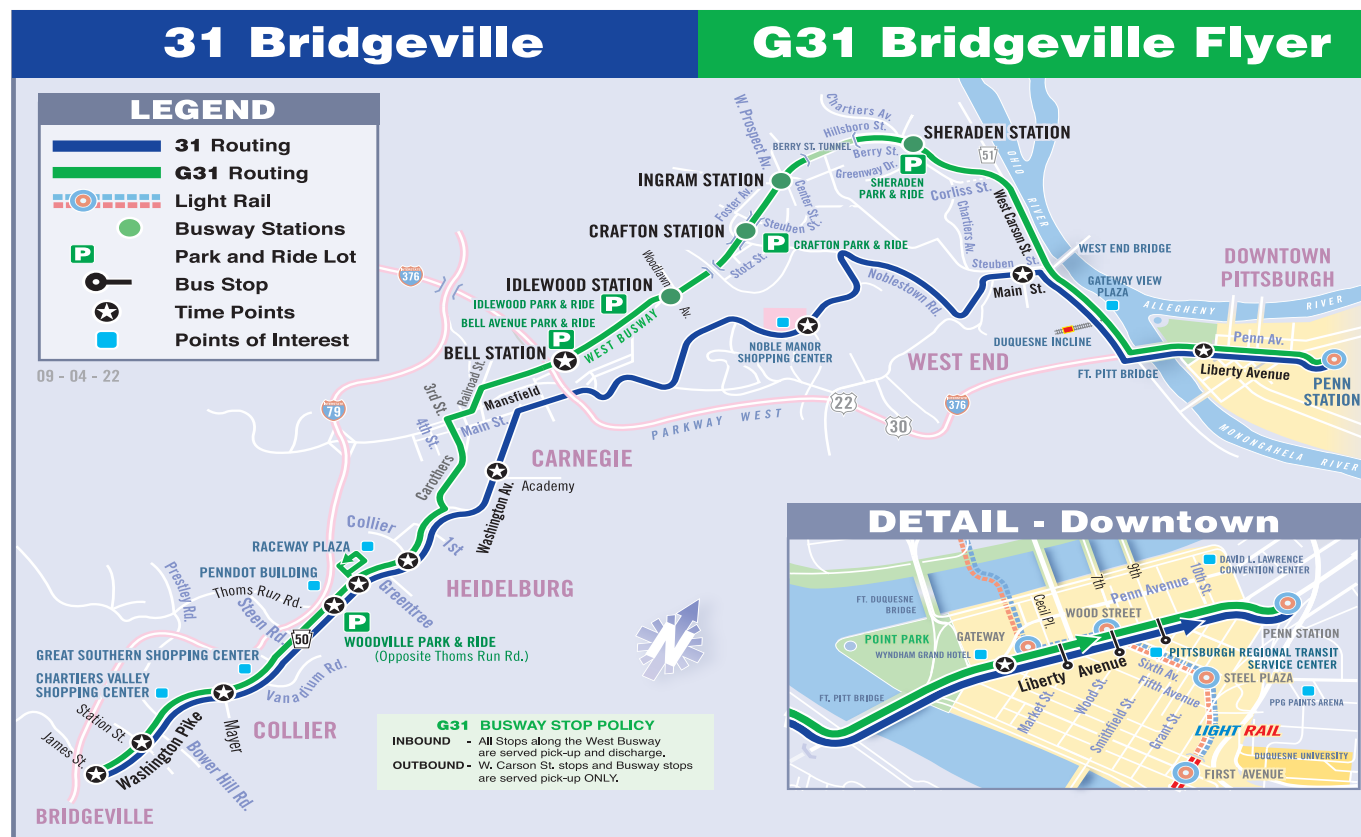 31 Bridgeville
G31 Bridgeville Flyer
LEGEND
31 Routing
G31 Routing
Light Rail
Busway Stations
P
Park and Ride Lot
Bus Stop
Time Points
Points of Interest
09 - 04 - 22
376
79
W. Prospect Av.
Chartiers Av.
Hillsboro St.
BERRY ST. TUNNEL
Berry St.
Greenway Dr.
SHERADEN STATION
P
SHERADEN
PARK & RIDE
51
OHIO
RIVER
INGRAM STATION
Foster Av.
Center St.
Steuben St.
CRAFTON STATION
P
CRAFTON PARK & RIDE
Stotz St.
Corliss St.
Chartiers Av.
West Carson St.
Steuben St.
Main St.
Noblestown Rd.
WEST END BRIDGE
GATEWAY VIEW
PLAZA
DOWNTOWN
PITTSBURGH
ALLEGHENY RIVER
Penn Av.
Liberty Avenue
PENN
STATION
DUQUESNE INCLINE
FT. PITT BRIDGE
MONONGAHELA RIVER
WEST END
376
22
30
PARKWAY WEST
NOBLE MANOR
SHOPPING CENTER
Woodlawn Av.
IDLEWOOD STATION
IDLEWOOD PARK & RIDE
P
BELL AVENUE PARK & RIDE
P
WEST BUSWAY
BELL STATION
Railroad St.
3rd St.
4th St.
Main St.
Mansfield
CARNEGIE
Carothers
Washington Av.
Academy
Collier
1st
RACEWAY PLAZA
PENNDOT BUILDING
Thoms Run Rd.
HEIDELBURG
Greentree
Prestley Rd.
Steen Rd.
50
P
WOODVILLE PARK & RIDE
(Opposite Thoms Run Rd.)
GREAT SOUTHERN SHOPPING CENTER
CHARTIERS VALLEY
SHOPPING CENTER
Vanadium Rd.
Station St.
James St.
Washington Pike
Mayer
COLLIER
Bower Hill Rd.
BRIDGEVILLE
N
G31 BUSWAY STOP POLICY
INBOUND - All Stops along the West Busway
are served pick-up and discharge.
OUTBOUND - W. Carson St. stops and Busway stops
are served pick-up ONLY.
DETAIL - Downtown
FT. DUQUESNE
BRIDGE
POINT PARK
GATEWAY
WYNDHAM GRAND HOTEL
FT. PITT BRIDGE
Cecil Pl.
7th
9th
10th St.
WOOD STREET
Penn Avenue
DAVID L. LAWRENCE
CONVENTION CENTER
PENN STATION
PITTSBURGH REGIONAL TRANSIT
SERVICE CENTER
Liberty Avenue
Market St.
Wood St.
Smithfield St.
Grant St.
Sixth Av.
Fifth Avenue
STEEL PLAZA
PPG PAINTS ARENA
LIGHT RAIL
DUQUESNE UNIVERSITY
FIRST AVENUE